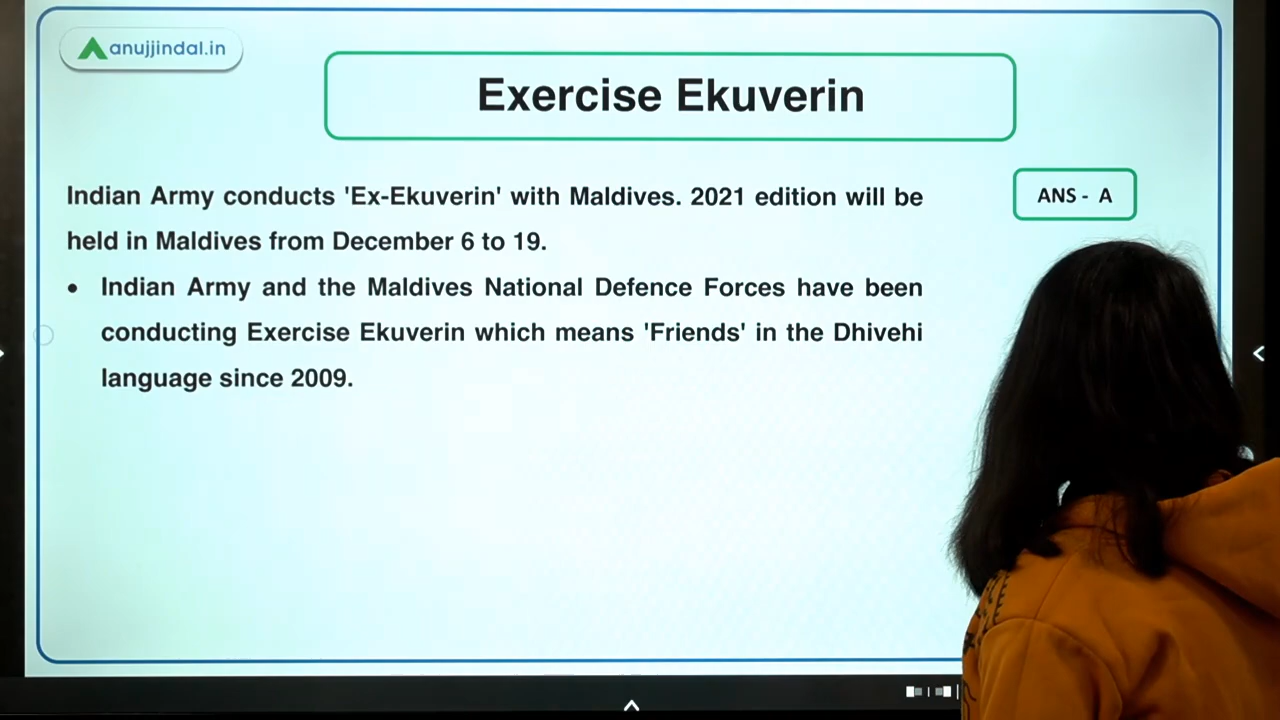 anujjindal.in
Exercise Ekuverin
Indian Army conducts 'Ex-Ekuverin' with Maldives. 2021 edition will be
held in Maldives from December 6 to 19.
ANS - A
• Indian Army and the Maldives National Defence Forces have been
conducting Exercise Ekuverin which means 'Friends' in the Dhivehi
language since 2009.